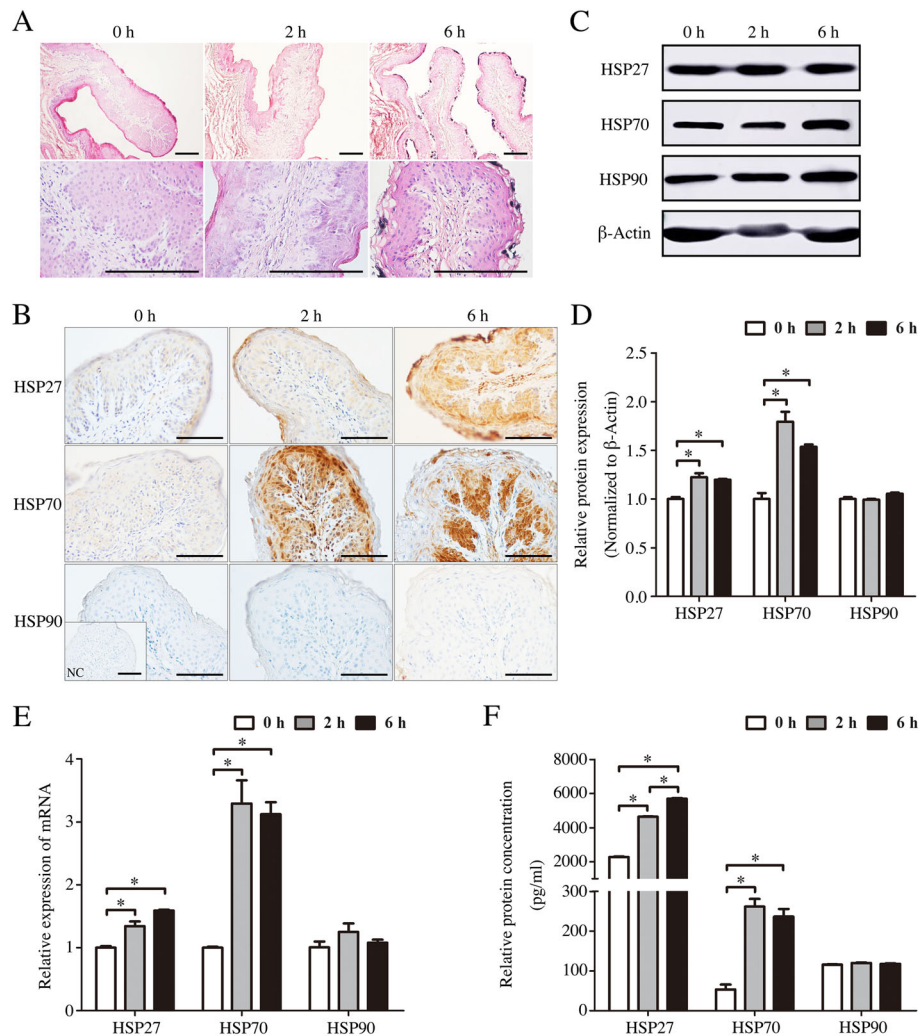 A
0 h 2 h 6 h
C
0 h 2 h 6 h
HSP27
HSP70
HSP90
β-Actin
B
0 h 2 h 6 h
HSP27
HSP70
HSP90
NC
D
0 h 2 h 6 h
Relative protein expression
(Normalized to β-Actin)
2.5
2.0
1.5
1.0
0.5
0.0
* * * *
HSP27 HSP70 HSP90
E
0 h 2 h 6 h
Relative expression of mRNA
4
3
2
1
0
* * * *
HSP27 HSP70 HSP90
F
0 h 2 h 6 h
Relative protein concentration
(pg/ml)
8000
6000
4000
2000
300
200
100
0
* * * * *
HSP27 HSP70 HSP90